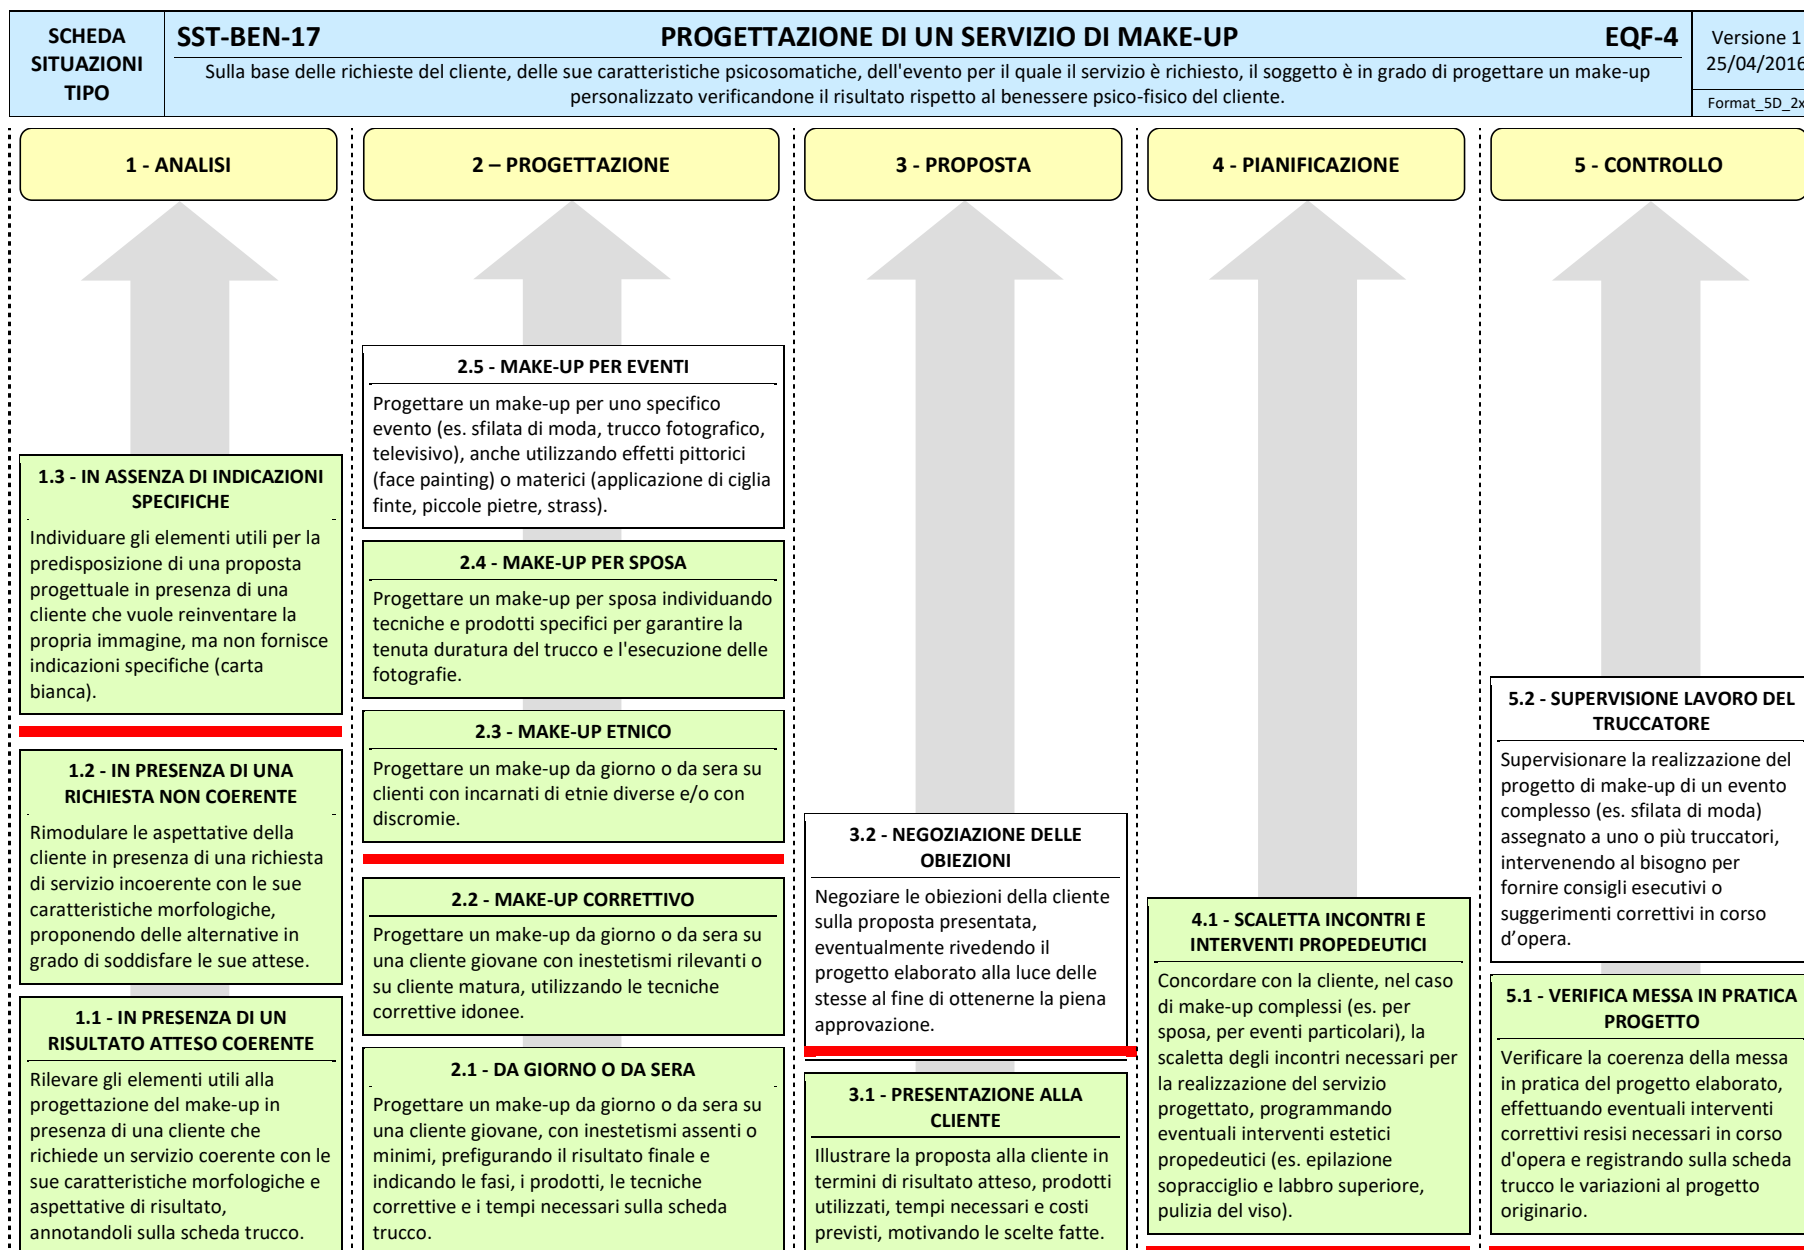 SCHEDA
SITUAZIONI
TIPO
SST-BEN-17
PROGETTAZIONE DI UN SERVIZIO DI MAKE-UP
EQF-4
Sulla base delle richieste del cliente, delle sue caratteristiche psicosomatiche, dell'evento per il quale il servizio è richiesto, il soggetto è in grado di progettare un make-up
personalizzato verificandone il risultato rispetto al benessere psico-fisico del cliente.
Versione 1
25/04/2016
Format_5D_2x
1 - ANALISI
1.3 - IN ASSENZA DI INDICAZIONI
SPECIFICHE
Individuare gli elementi utili per la
predisposizione di una proposta
progettuale in presenza di una
cliente che vuole reinventare la
propria immagine, ma non fornisce
indicazioni specifiche (carta
bianca).
1.2 - IN PRESENZA DI UNA
RICHIESTA NON COERENTE
Rimodulare le aspettative della
cliente in presenza di una richiesta
di servizio incoerente con le sue
caratteristiche morfologiche,
proponendo delle alternative in
grado di soddisfare le sue attese.
1.1 - IN PRESENZA DI UN
RISULTATO ATTESO COERENTE
Rilevare gli elementi utili alla
progettazione del make-up in
presenza di una cliente che
richiede un servizio coerente con le
sue caratteristiche morfologiche e
aspettative di risultato,
annotandoli sulla scheda trucco.
2 – PROGETTAZIONE
2.5 - MAKE-UP PER EVENTI
Progettare un make-up per uno specifico
evento (es. sfilata di moda, trucco fotografico,
televisivo), anche utilizzando effetti pittorici
(face painting) o materici (applicazione di ciglia
finte, piccole pietre, strass).
2.4 - MAKE-UP PER SPOSA
Progettare un make-up per sposa individuando
tecniche e prodotti specifici per garantire la
tenuta duratura del trucco e l'esecuzione delle
fotografie.
2.3 - MAKE-UP ETNICO
Progettare un make-up da giorno o da sera su
clienti con incarnati di etnie diverse e/o con
discromie.
2.2 - MAKE-UP CORRETTIVO
Progettare un make-up da giorno o da sera su
una cliente giovane con inestetismi rilevanti o
su cliente matura, utilizzando le tecniche
correttive idonee.
2.1 - DA GIORNO O DA SERA
Progettare un make-up da giorno o da sera su
una cliente giovane, con inestetismi assenti o
minimi, prefigurando il risultato finale e
indicando le fasi, i prodotti, le tecniche
correttive e i tempi necessari sulla scheda
trucco.
3 - PROPOSTA
3.2 - NEGOZIAZIONE DELLE
OBIEZIONI
Negoziare le obiezioni della cliente
sulla proposta presentata,
eventualmente rivedendo il
progetto elaborato alla luce delle
stesse al fine di ottenerne la piena
approvazione.
3.1 - PRESENTAZIONE ALLA
CLIENTE
Illustrare la proposta alla cliente in
termini di risultato atteso, prodotti
utilizzati, tempi necessari e costi
previsti, motivando le scelte fatte.
4 - PIANIFICAZIONE
4.1 - SCALETTA INCONTRI E
INTERVENTI PROPEDEUTICI
Concordare con la cliente, nel caso
di make-up complessi (es. per
sposa, per eventi particolari), la
scaletta degli incontri necessari per
la realizzazione del servizio
progettato, programmando
eventuali interventi estetici
propedeutici (es. epilazione
sopracciglio e labbro superiore,
pulizia del viso).
5 - CONTROLLO
5.2 - SUPERVISIONE LAVORO DEL
TRUCCATORE
Supervisionare la realizzazione del
progetto di make-up di un evento
complesso (es. sfilata di moda)
assegnato a uno o più truccatori,
intervenendo al bisogno per
fornire consigli esecutivi o
suggerimenti correttivi in corso
d’opera.
5.1 - VERIFICA MESSA IN PRATICA
PROGETTO
Verificare la coerenza della messa
in pratica del progetto elaborato,
effettuando eventuali interventi
correttivi resisi necessari in corso
d'opera e registrando sulla scheda
trucco le variazioni al progetto
originario.